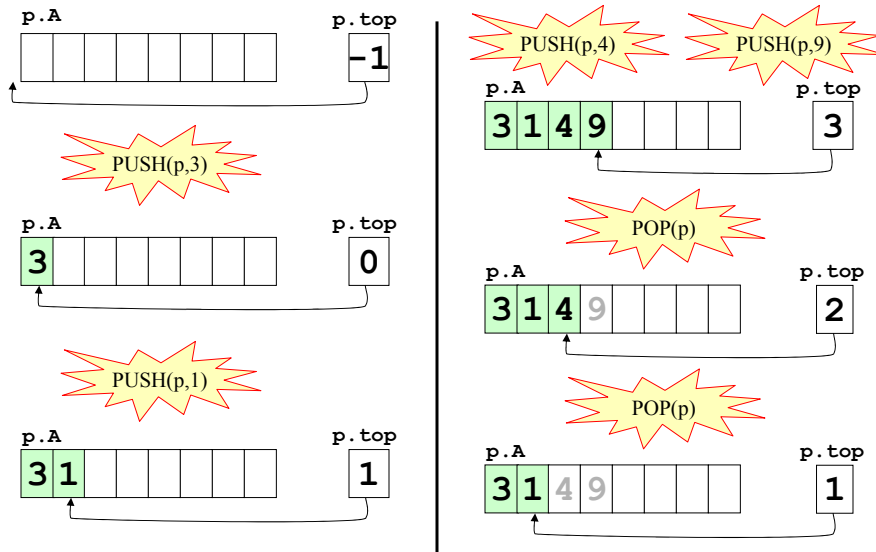 p.A p.top
-1
PUSH(p,3)
p.A p.top
3 0
PUSH(p,1)
p.A p.top
3 1 1
PUSH(p,4) PUSH(p,9)
p.A p.top
3 1 4 9 3
POP(p)
p.A p.top
3 1 4 9 2
POP(p)
p.A p.top
3 1 4 9 1